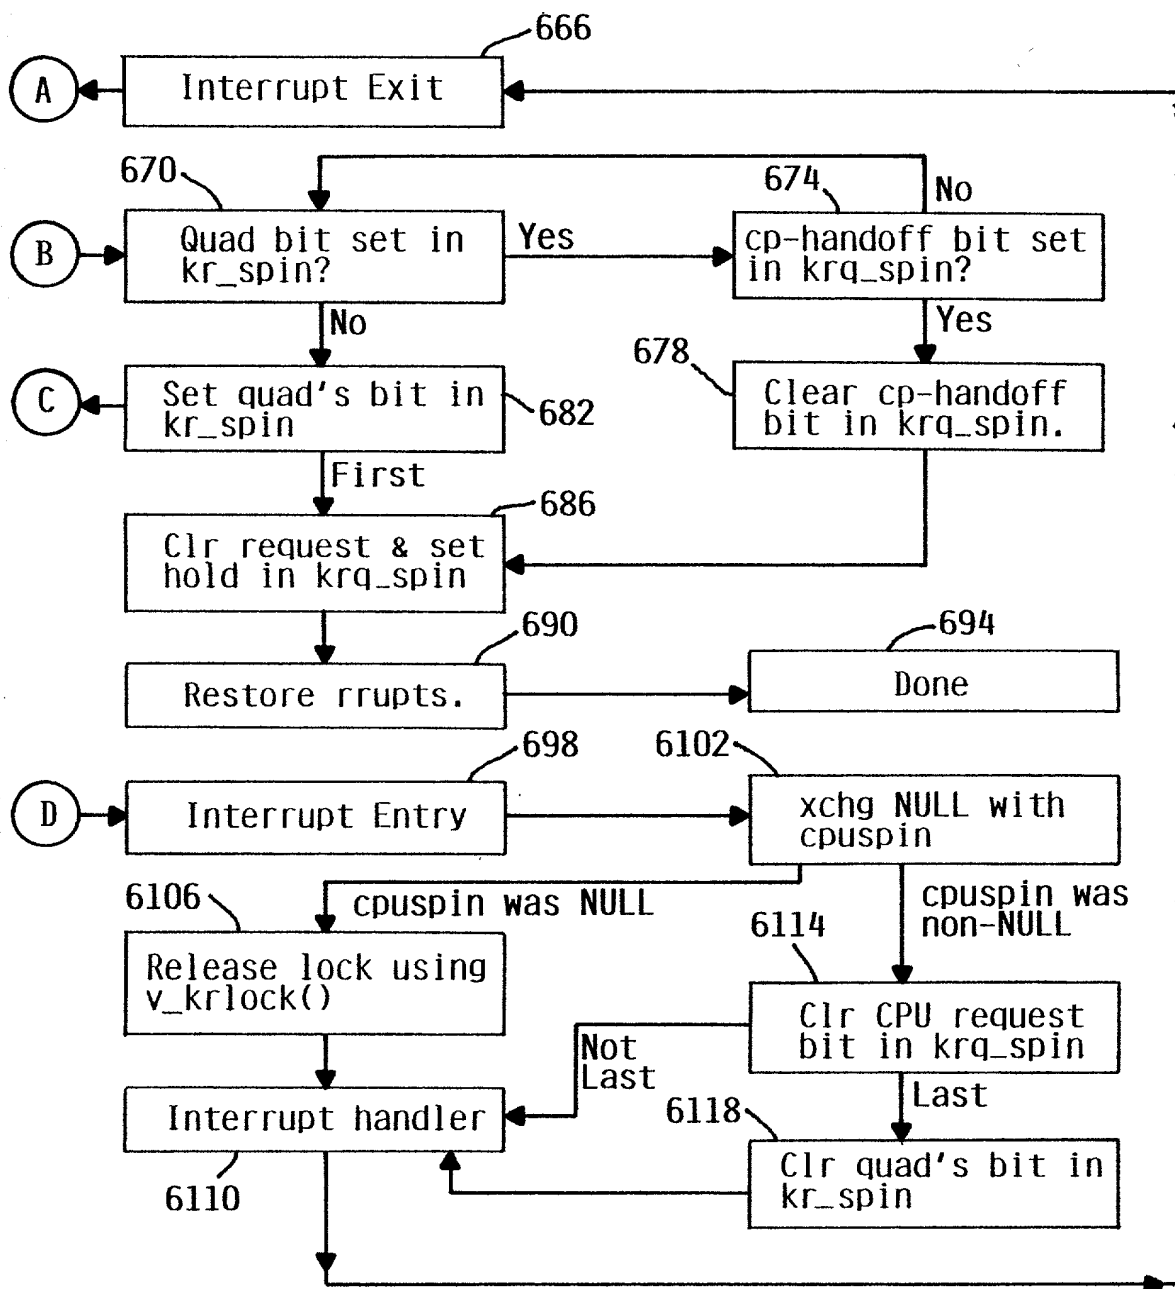 666
A
Interrupt Exit
670
674
No
B
Quad bit set in
kr_spin?
Yes
cp-handoff bit set
in krq_spin?
No
Yes
678
C
Set quad's bit in
kr_spin
682
Clear cp-handoff
bit in krq_spin.
First
686
Clr request & set
hold in krq_spin
690
694
Restore rrupts.
Done
698
6102
D
Interrupt Entry
xchg NULL with
cpuspin
6106
cpuspin was NULL
cpuspin was
non-NULL
6114
Release lock using
v_krlock()
Clr CPU request
bit in krq_spin
Not
Last
Last
Interrupt handler
6118
6110
Clr quad's bit in
kr_spin